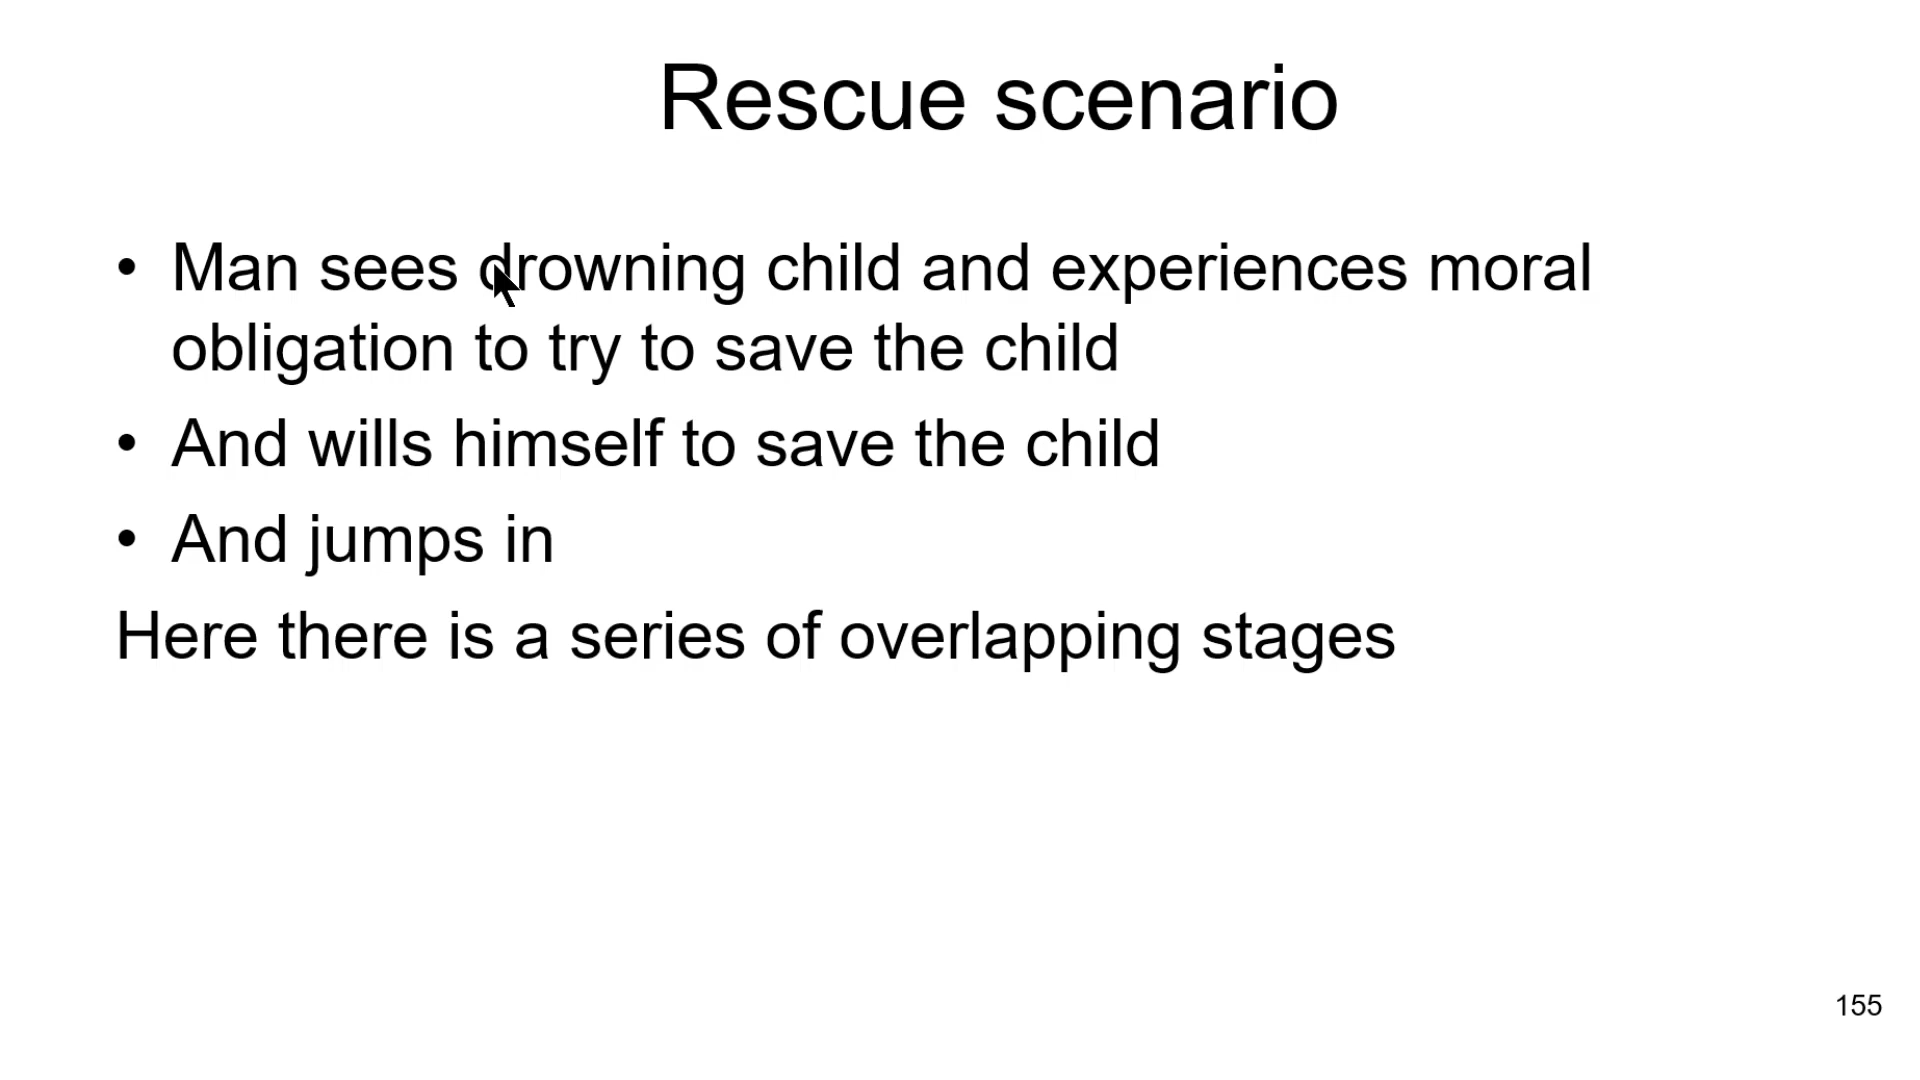 Rescue scenario
• Man sees drowning child and experiences moral
obligation to try to save the child
• And wills himself to save the child
• And jumps in
Here there is a series of overlapping stages
155